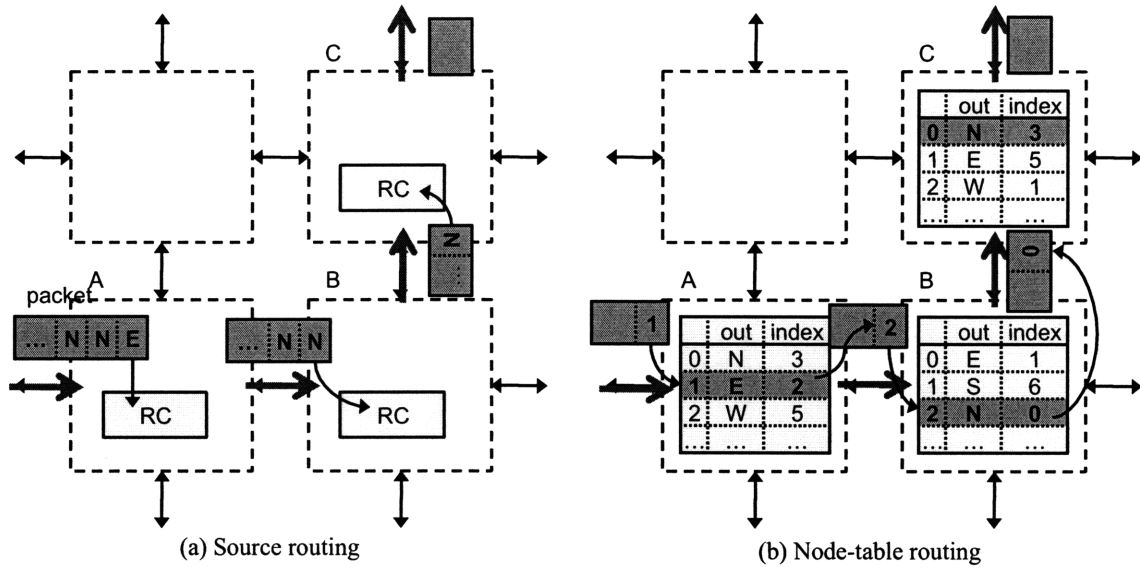 C
RC
N
...
A
B
packet
... N N E
... N N
RC
RC
(a) Source routing
C
out index
0 N 3
1 E 5
2 W 1
... ... ...
0
A
B
1
out index
0 N 3
1 E 2
2 W 5
... ... ...
2
out index
0 E 1
1 S 6
2 N 0
... ... ...
(b) Node-table routing